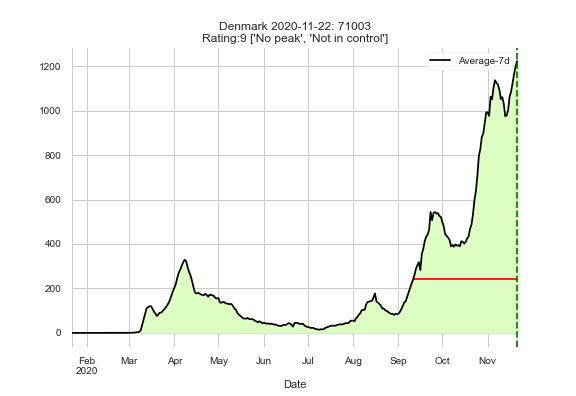 Denmark 2020-11-22: 71003
Rating:9 ['No peak', 'Not in control']
Average-7d
1200
1000
800
600
400
200
0
Feb Mar Apr May Jun Jul Aug Sep Oct Nov
2020
Date